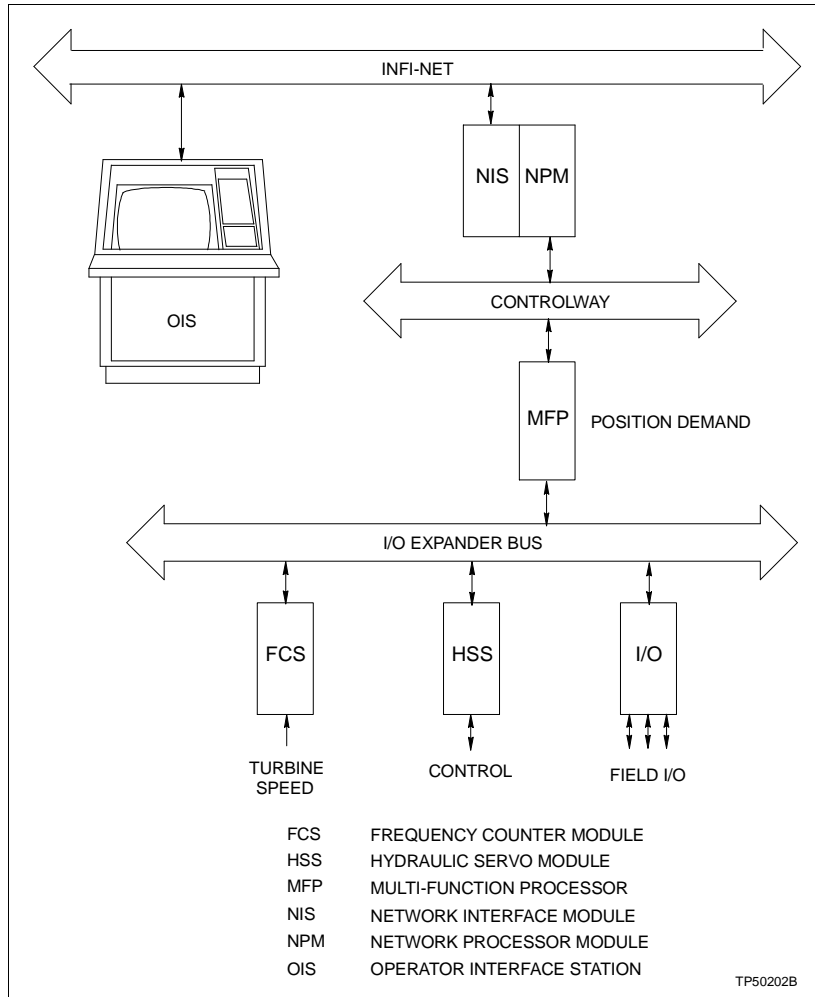 INFI-NET
NIS NPM
CONTROLWAY
OIS
MFP POSITION DEMAND
I/O EXPANDER BUS
FCS HSS I/O
TURBINE
SPEED
CONTROL
FIELD I/O
FCS FREQUENCY COUNTER MODULE
HSS HYDRAULIC SERVO MODULE
MFP MULTI-FUNCTION PROCESSOR
NIS NETWORK INTERFACE MODULE
NPM NETWORK PROCESSOR MODULE
OIS OPERATOR INTERFACE STATION
TP50202B